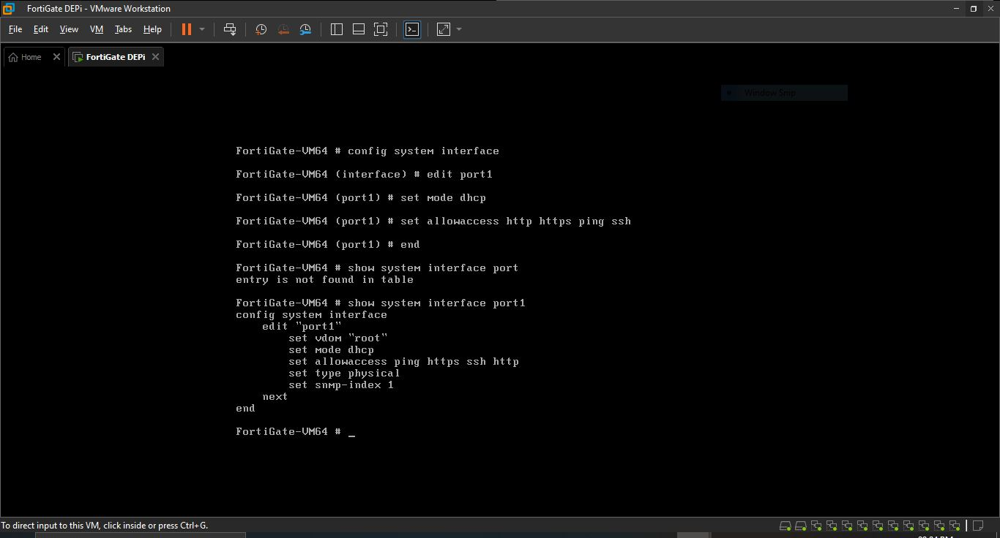 FortiGate DEPi - VMware Workstation
File Edit View VM Tabs Help
Home FortiGate DEPi
Window Snip
FortiGate-VM64 # config system interface
FortiGate-VM64 (interface) # edit port1
FortiGate-VM64 (port1) # set mode dhcp
FortiGate-VM64 (port1) # set allowaccess http https ping ssh
FortiGate-VM64 (port1) # end
FortiGate-VM64 # show system interface port
entry is not found in table
FortiGate-VM64 # show system interface port1
config system interface
    edit "port1"
        set vdom "root"
        set mode dhcp
        set allowaccess ping https ssh http
        set type physical
        set snmp-index 1
    next
end
FortiGate-VM64 # _
To direct input to this VM, click inside or press Ctrl+G.